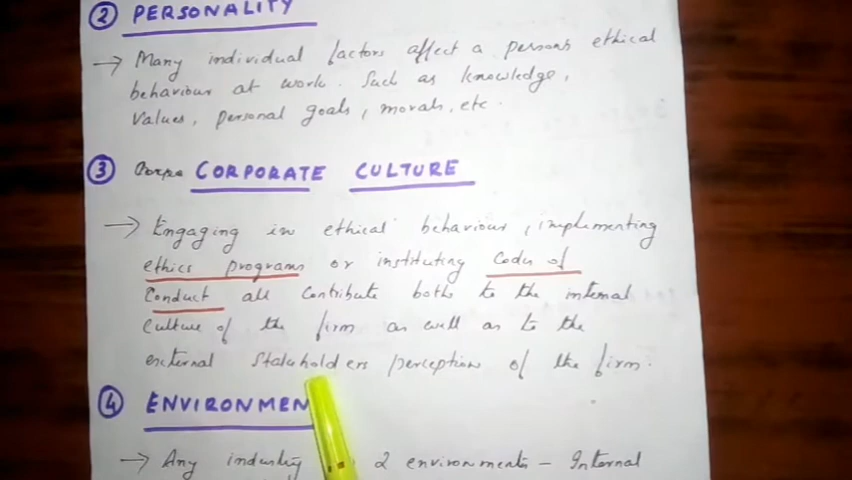 ② PERSONALITY
→ Many individual factors affect a persons ethical
behaviour at work. Such as knowledge,
Values, personal goals, morals, etc.
③ Corpo CORPORATE CULTURE
→ Engaging in ethical behaviour, implementing
ethics programs or instituting Codes of
Conduct all contribute both to the internal
Culture of the firm as well as to the
external Stakeholders perception of the firm.
④ ENVIRONMEN
→ Any industry 2 environments - Internal